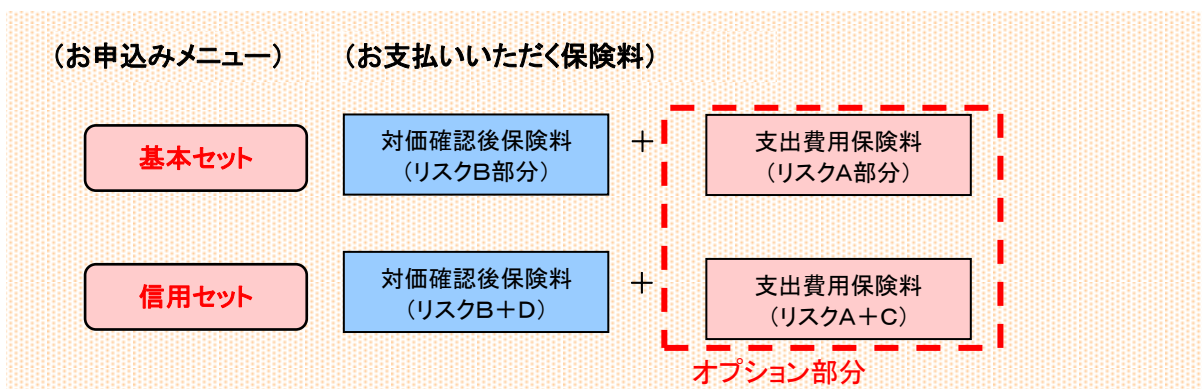 （お申込みメニュー）　（お支払いいただく保険料）
基本セット
対価確認後保険料
（リスクＢ部分）
＋
支出費用保険料
（リスクＡ部分）
信用セット
対価確認後保険料
（リスクＢ＋Ｄ）
＋
支出費用保険料
（リスクＡ＋Ｃ）
オプション部分